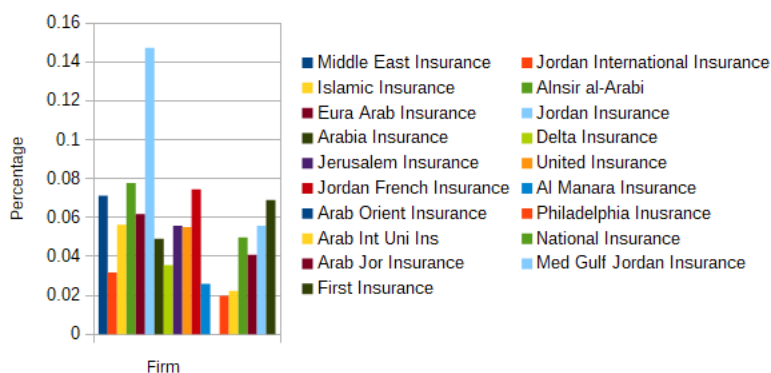 0.16
0.14
0.12
0.1
0.08
0.06
0.04
0.02
0
Percentage
Firm
Middle East Insurance Jordan International Insurance
Islamic Insurance Alnsir al-Arabi
Eura Arab Insurance Jordan Insurance
Arabia Insurance Delta Insurance
Jerusalem Insurance United Insurance
Jordan French Insurance Al Manara Insurance
Arab Orient Insurance Philadelphia Inusrance
Arab Int Uni Ins National Insurance
Arab Jor Insurance Med Gulf Jordan Insurance
First Insurance